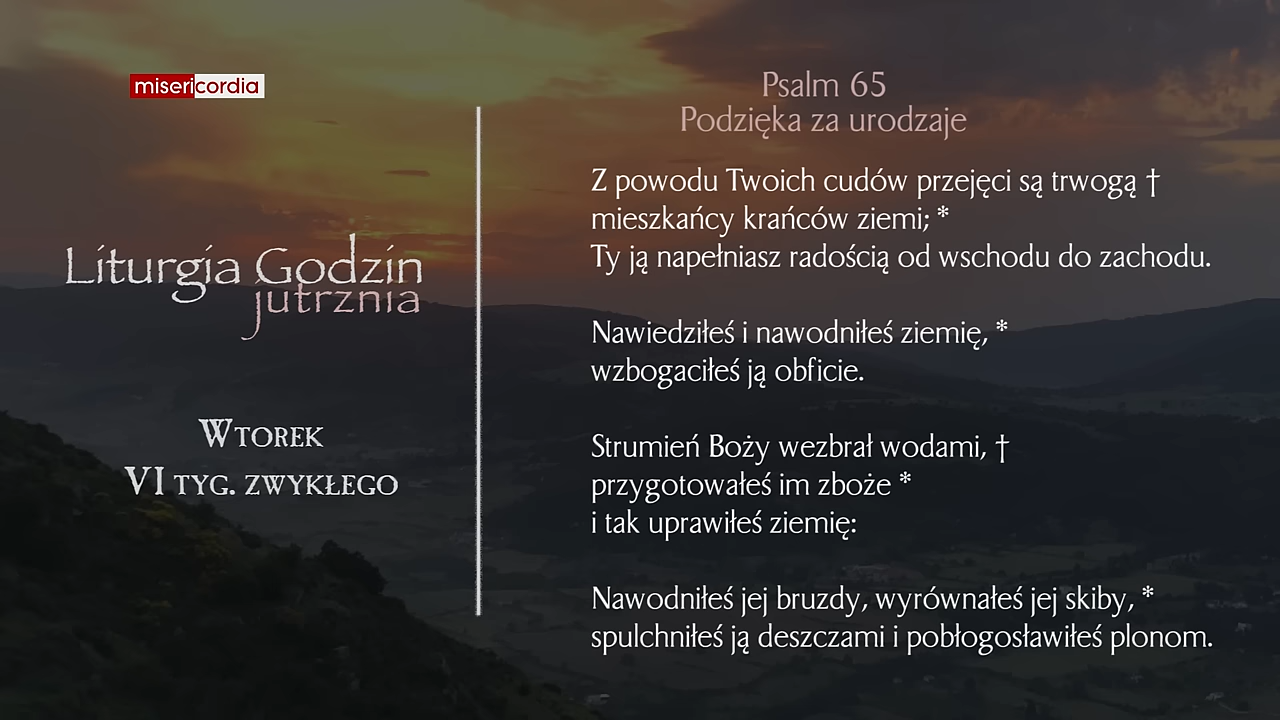 misericordia
Liturgia Godzin
jutrznia
Wtorek
VI tyg. zwykłego
Psalm 65
Podzięka za urodzaje
Z powodu Twoich cudów przejęci są trwogą †
mieszkańcy krańców ziemi; *
Ty ją napełniasz radością od wschodu do zachodu.
Nawiedziłeś i nawodniłeś ziemię, *
wzbogaciłeś ją obficie.
Strumień Boży wezbrał wodami, †
przygotowałeś im zboże *
i tak uprawiłeś ziemię:
Nawodniłeś jej bruzdy, wyrównałeś jej skiby, *
spulchniłeś ją deszczami i pobłogosławiłeś plonom.